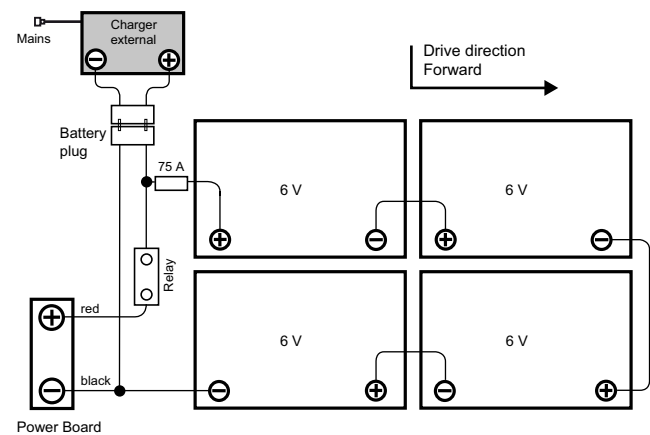 Charger
external
Mains
Drive direction
Forward
Battery
plug
75 A
6 V
6 V
Relay
red
6 V
6 V
black
Power Board